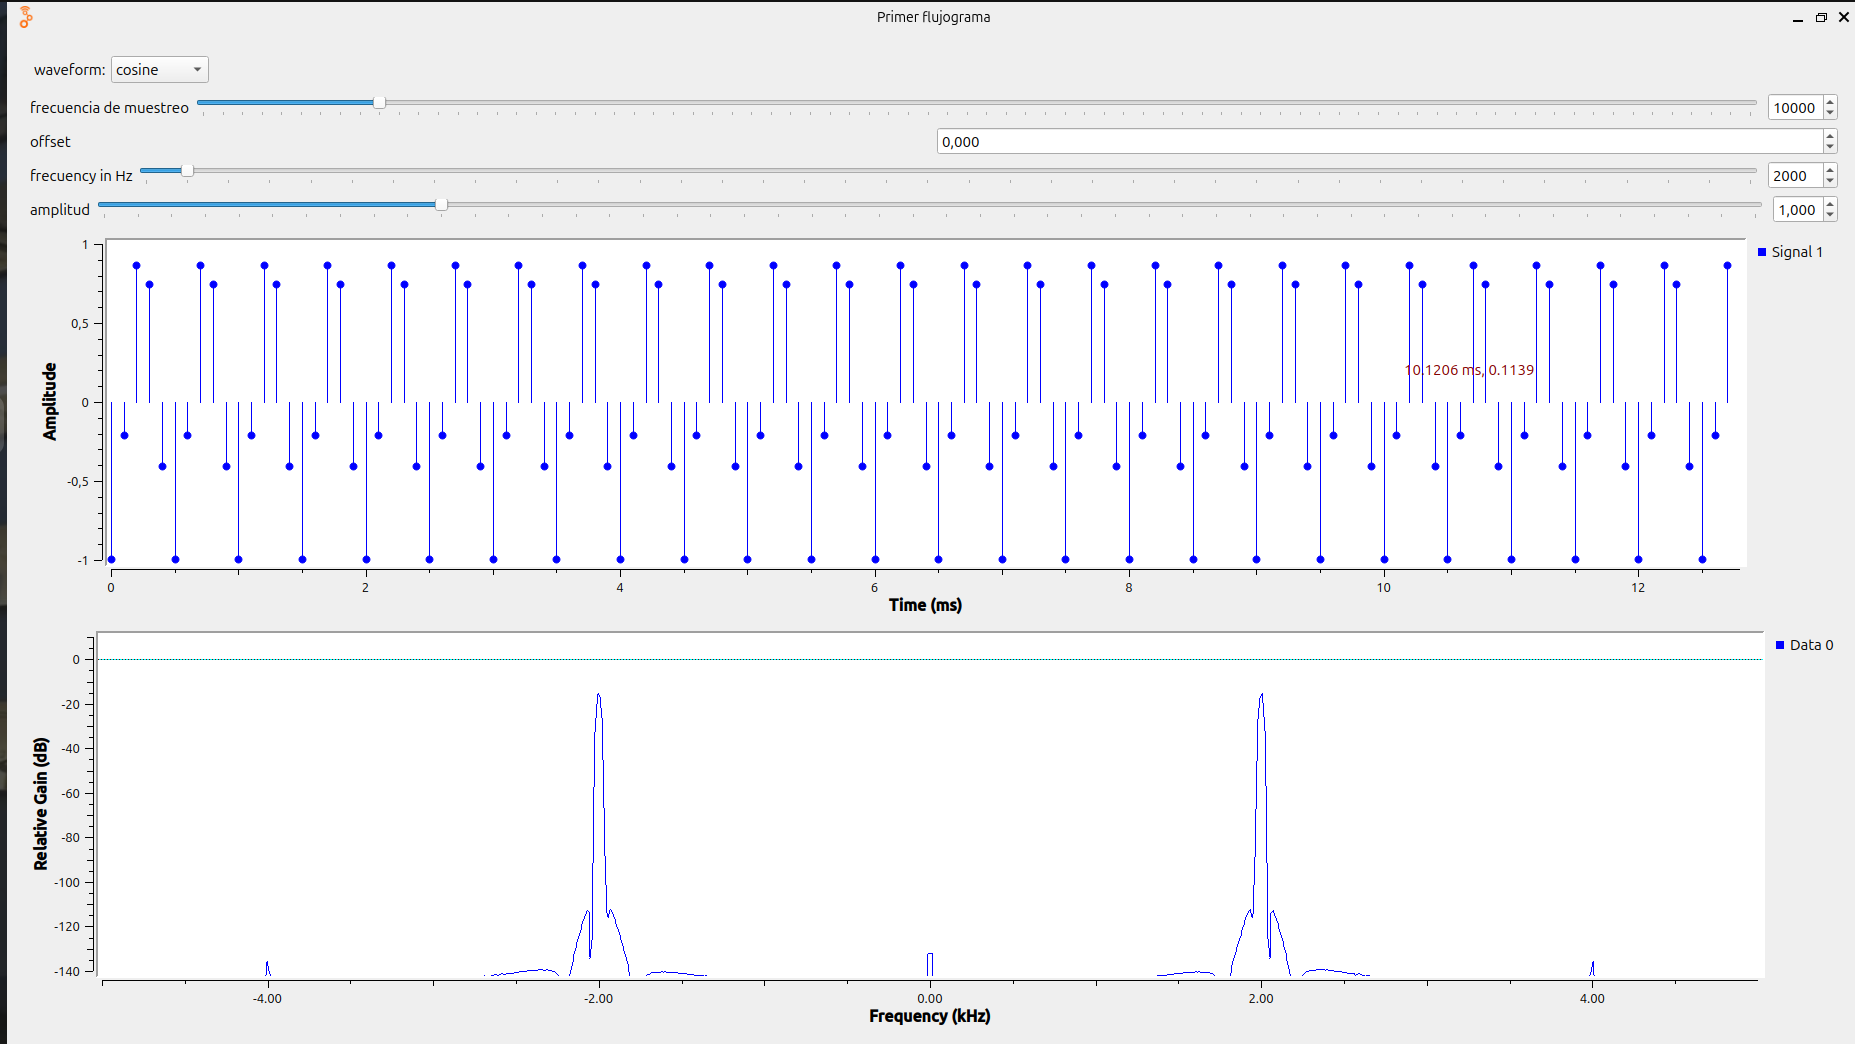 Primer flujograma
waveform: cosine
frecuencia de muestreo 10000
offset 0,000
frecuency in Hz 2000
amplitud 1,000
Signal 1
1
0,5
0
-0,5
-1
Amplitude
10.1206 ms, 0.1139
0 2 4 6 8 10 12
Time (ms)
Data 0
0
-20
-40
-60
-80
-100
-120
-140
Relative Gain (dB)
-4.00 -2.00 0.00 2.00 4.00
Frequency (kHz)